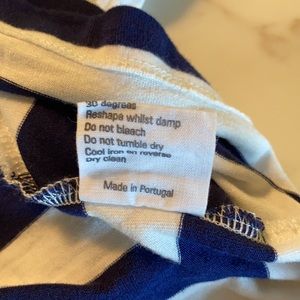 30 degrees
Reshape whilst damp
Do not bleach
Do not tumble dry
Cool iron on reverse
Dry clean
Made in Portugal